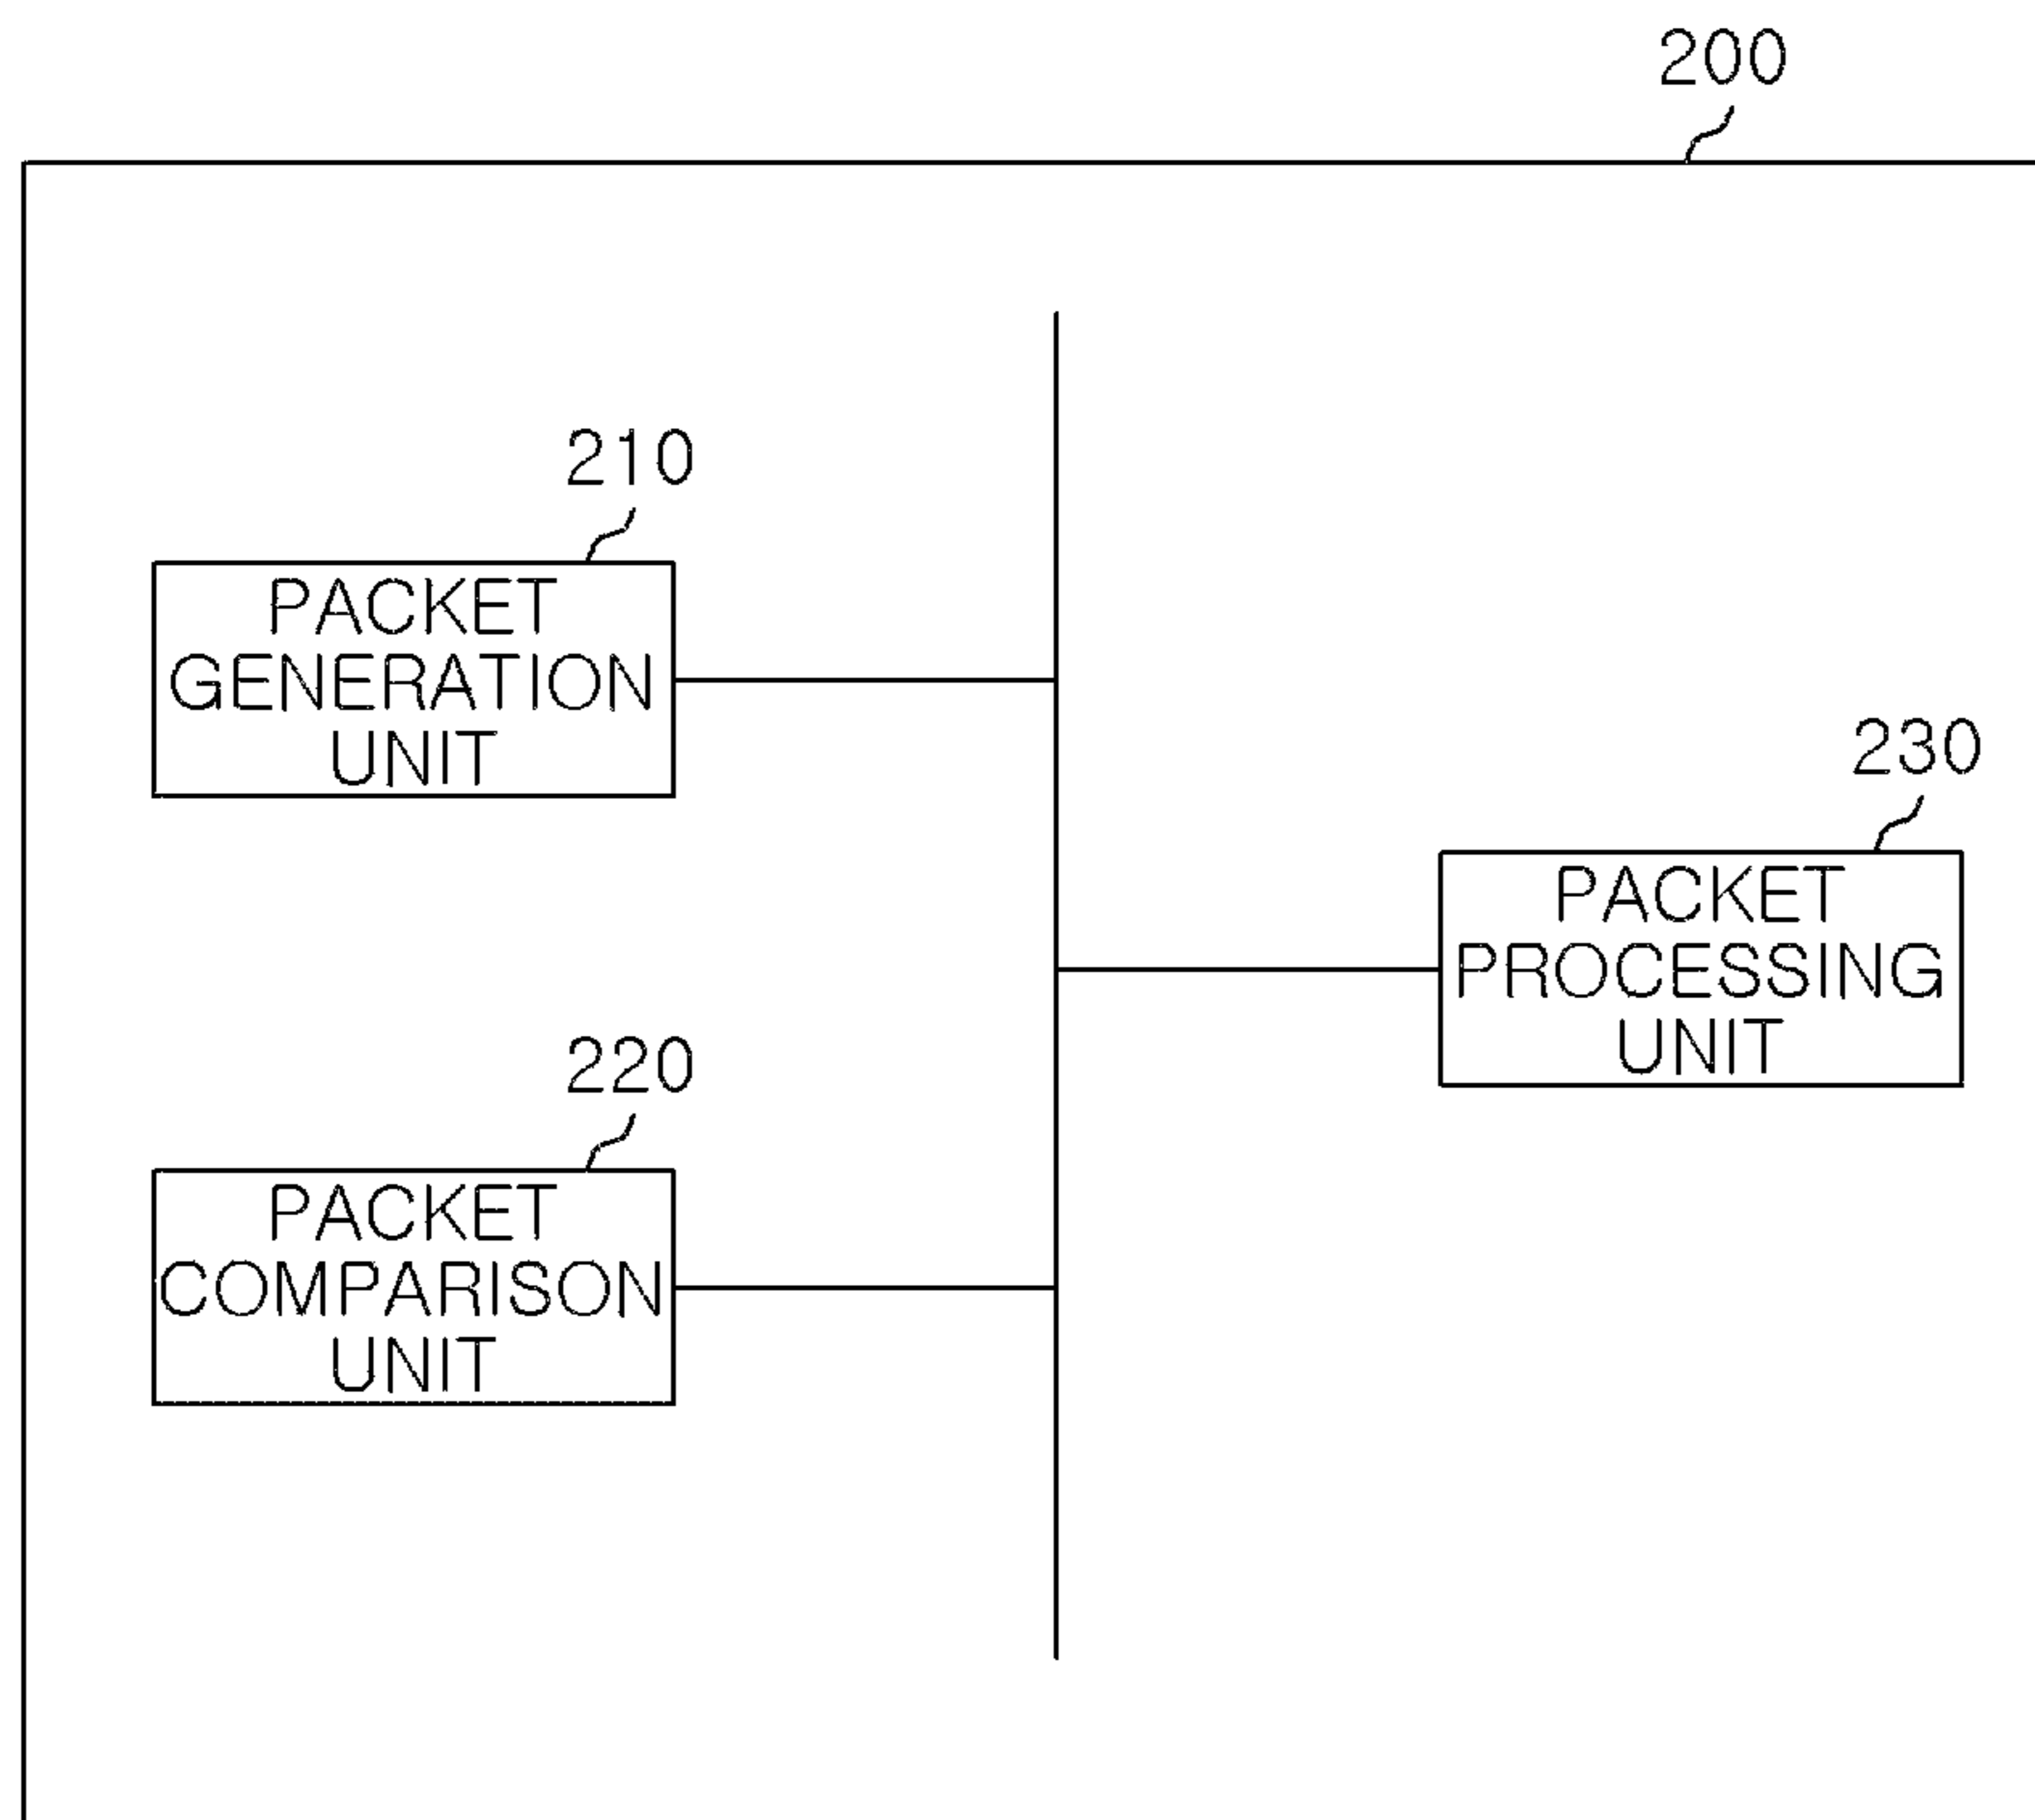 200
210
PACKET
GENERATION
UNIT
230
PACKET
PROCESSING
UNIT
220
PACKET
COMPARISON
UNIT